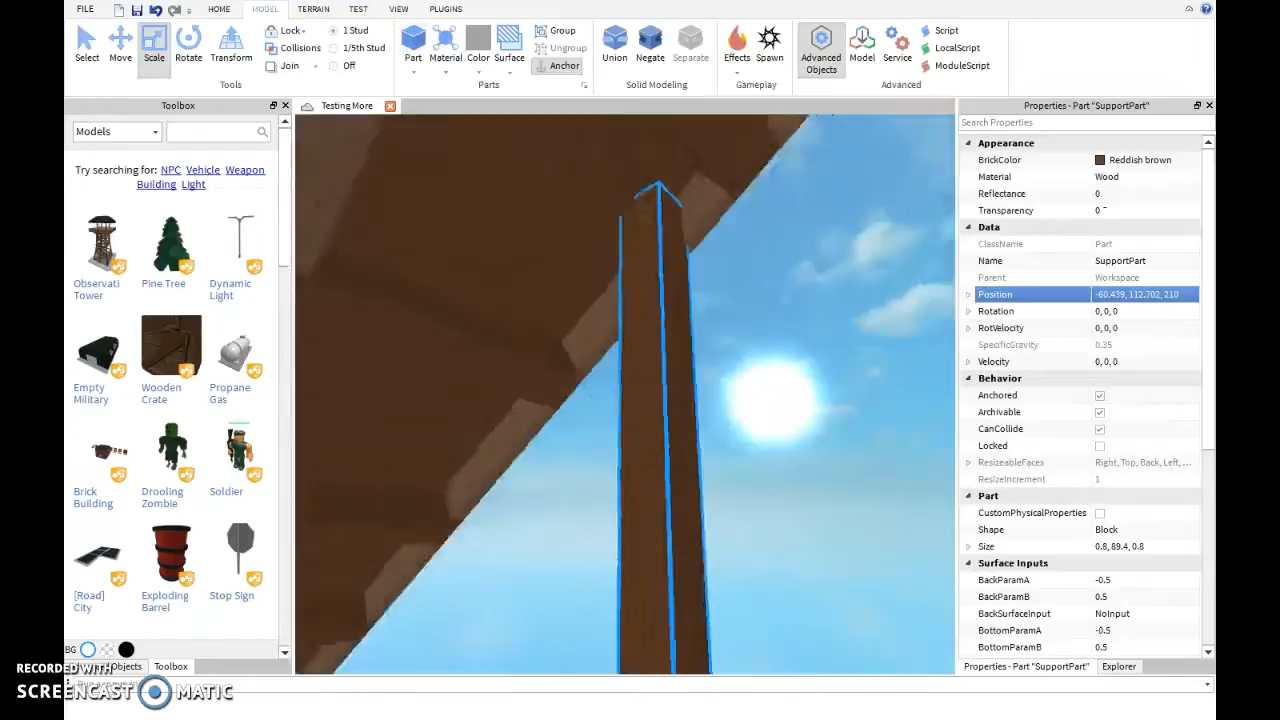 FILE HOME MODEL TERRAIN TEST VIEW PLUGINS
Select Move Scale Rotate Transform
Lock 1 Stud
Collisions 1/5th Stud
Join Off
Tools
Part Material Color Surface
Group
Ungroup
Anchor
Parts
Union Negate Separate
Solid Modeling
Effects Spawn
Gameplay
Advanced Objects Model Service
Script
LocalScript
ModuleScript
Advanced
Toolbox
Models
Try searching for: NPC Vehicle Weapon
Building Light
Observati Tower
Pine Tree
Dynamic Light
Empty Military
Wooden Crate
Propane Gas
Brick Building
Drooling Zombie
Soldier
[Road] City
Exploding Barrel
Stop Sign
BG
Objects Toolbox
Testing More
Properties - Part "SupportPart"
Search Properties
Appearance
BrickColor Reddish brown
Material Wood
Reflectance 0
Transparency 0
Data
ClassName Part
Name SupportPart
Parent Workspace
Position -60.439, 112.702, 210
Rotation 0, 0, 0
RotVelocity 0, 0, 0
SpecificGravity 0.35
Velocity 0, 0, 0
Behavior
Anchored
Archivable
CanCollide
Locked
ResizeableFaces Right, Top, Back, Left, ...
ResizeIncrement 1
Part
CustomPhysicalProperties
Shape Block
Size 0.8, 89.4, 0.8
Surface Inputs
BackParamA -0.5
BackParamB 0.5
BackSurfaceInput NoInput
BottomParamA -0.5
BottomParamB 0.5
Properties - Part "SupportPart" Explorer
RECORDED WITH
SCREENCAST MATIC